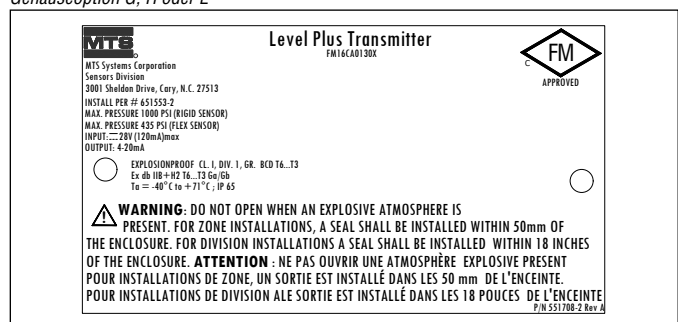 Gehäuseoption G, H oder E
MTS
Level Plus Transmitter
FM16CA0130X
C FM
APPROVED
MTS Systems Corporation
Sensors Division
3001 Sheldon Drive, Cary, N.C. 27513
INSTALL PER # 651553-2
MAX. PRESSURE 1000 PSI (RIGID SENSOR)
MAX. PRESSURE 435 PSI (FLEX SENSOR)
INPUT: ⎓ 28V (120mA)max
OUTPUT: 4-20mA
EXPLOSIONPROOF CL. I, DIV. 1, GR. BCD T6...T3
Ex db IIB+H2 T6...T3 Ga/Gb
Ta = -40°C to +71°C ; IP 65
WARNING: DO NOT OPEN WHEN AN EXPLOSIVE ATMOSPHERE IS
PRESENT. FOR ZONE INSTALLATIONS, A SEAL SHALL BE INSTALLED WITHIN 50mm OF
THE ENCLOSURE. FOR DIVISION INSTALLATIONS A SEAL SHALL BE INSTALLED WITHIN 18 INCHES
OF THE ENCLOSURE. ATTENTION : NE PAS OUVRIR UNE ATMOSPHÈRE EXPLOSIVE PRESENT
POUR INSTALLATIONS DE ZONE, UN SORTIE EST INSTALLÉ DANS LES 50 mm DE L'ENCEINTE.
POUR INSTALLATIONS DE DIVISION ALE SORTIE EST INSTALLÉ DANS LES 18 POUCES DE L'ENCEINTE
P/N 551708-2 Rev A